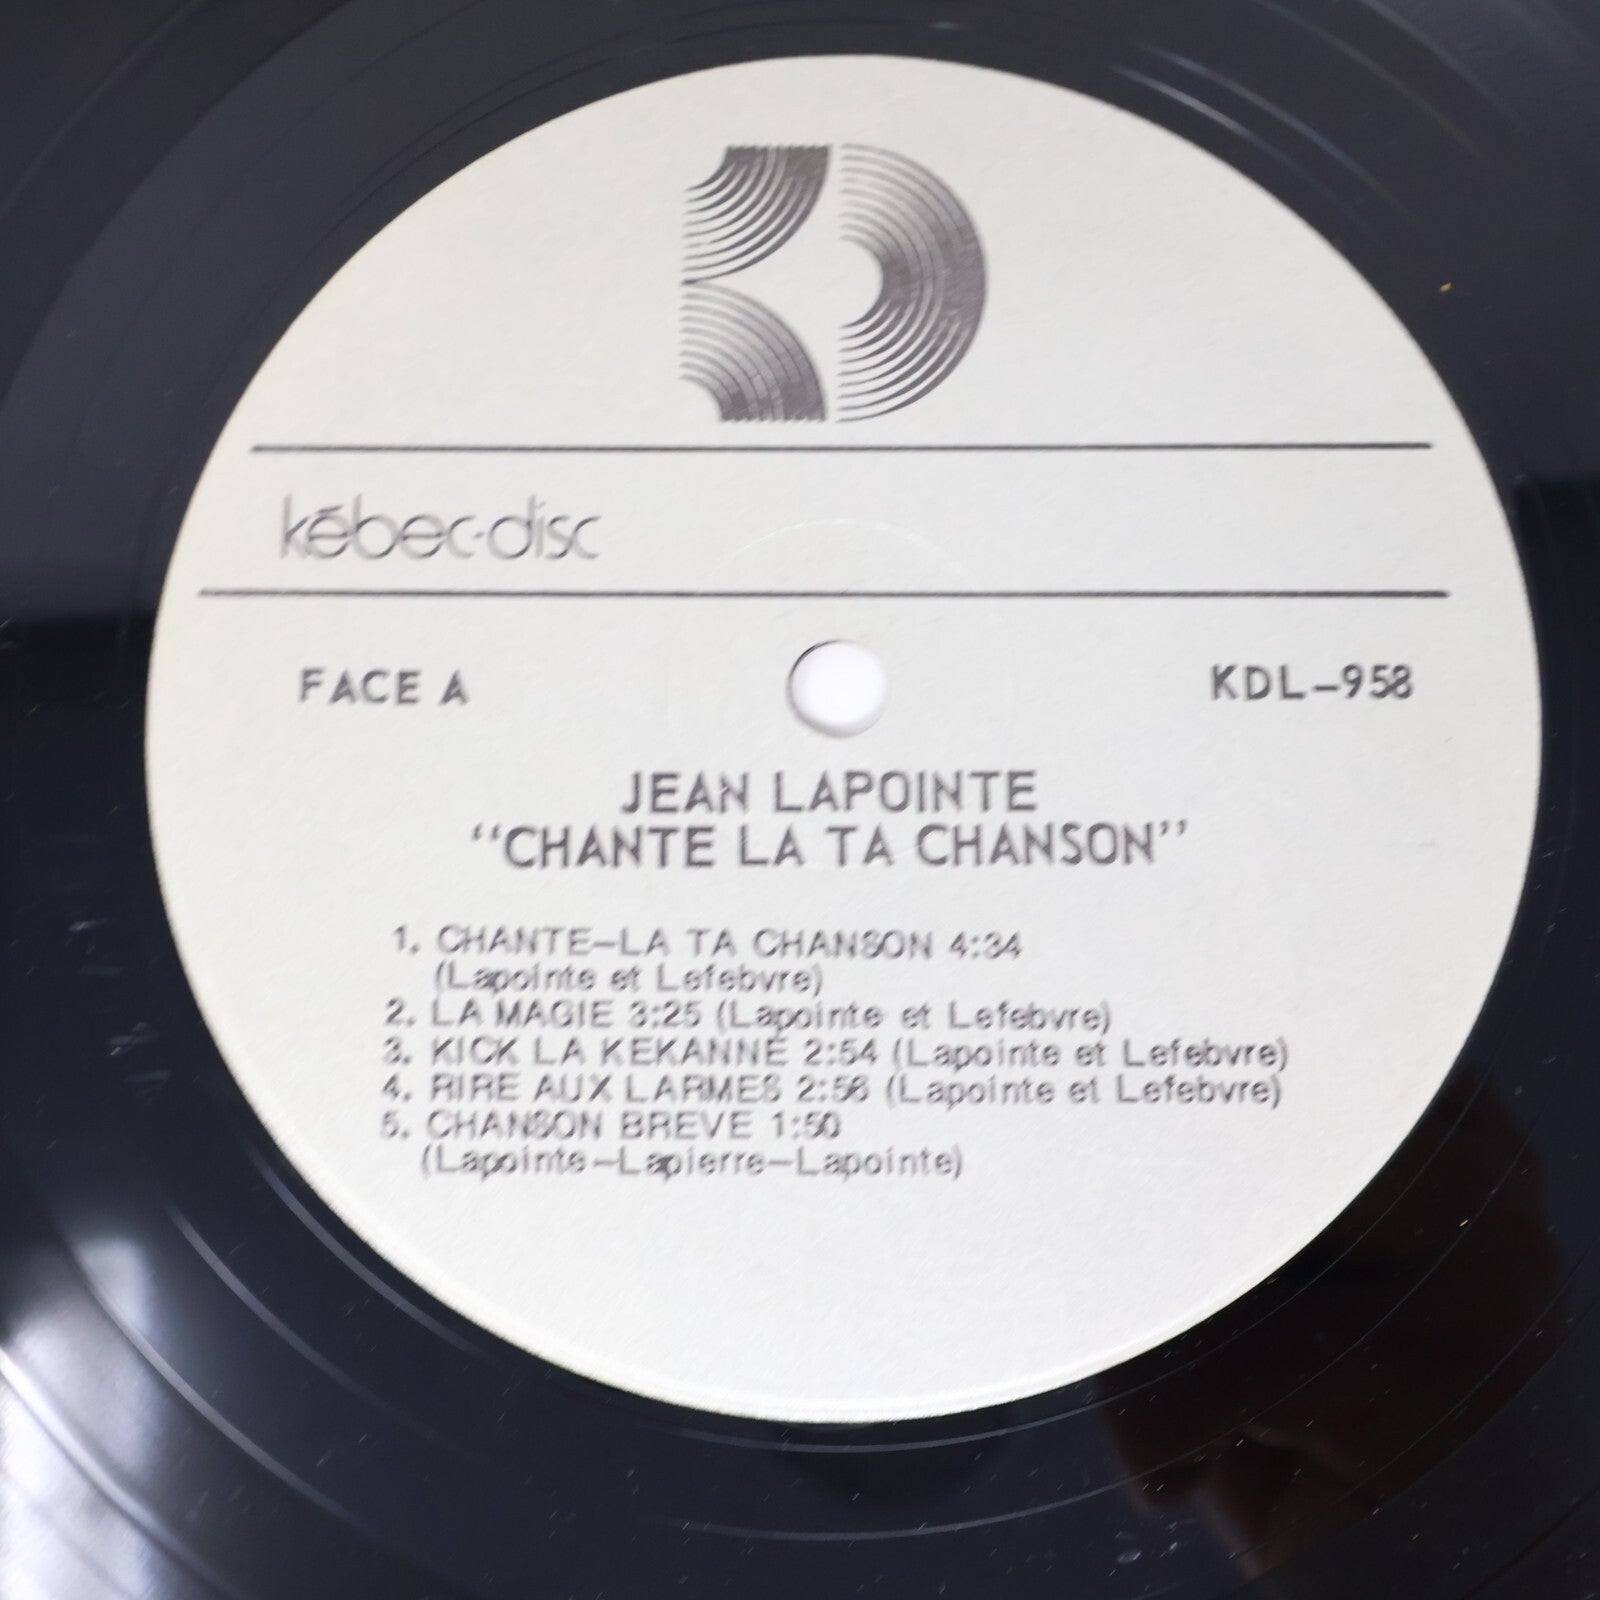 kébec-disc
FACE A
KDL-958
JEAN LAPOINTE
"CHANTE LA TA CHANSON"
1. CHANTE-LA TA CHANSON 4:34
(Lapointe et Lefebvre)
2. LA MAGIE 3:25 (Lapointe et Lefebvre)
3. KICK LA KEKANNE 2:54 (Lapointe et Lefebvre)
4. RIRE AUX LARMES 2:56 (Lapointe et Lefebvre)
5. CHANSON BREVE 1:50
(Lapointe-Lapierre-Lapointe)